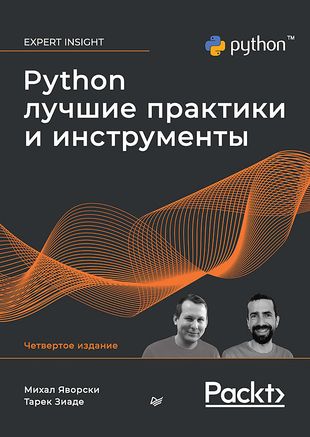 EXPERT INSIGHT
python™
Python
лучшие практики
и инструменты
Четвертое издание
Михал Яворски
Тарек Зиаде
Packt>